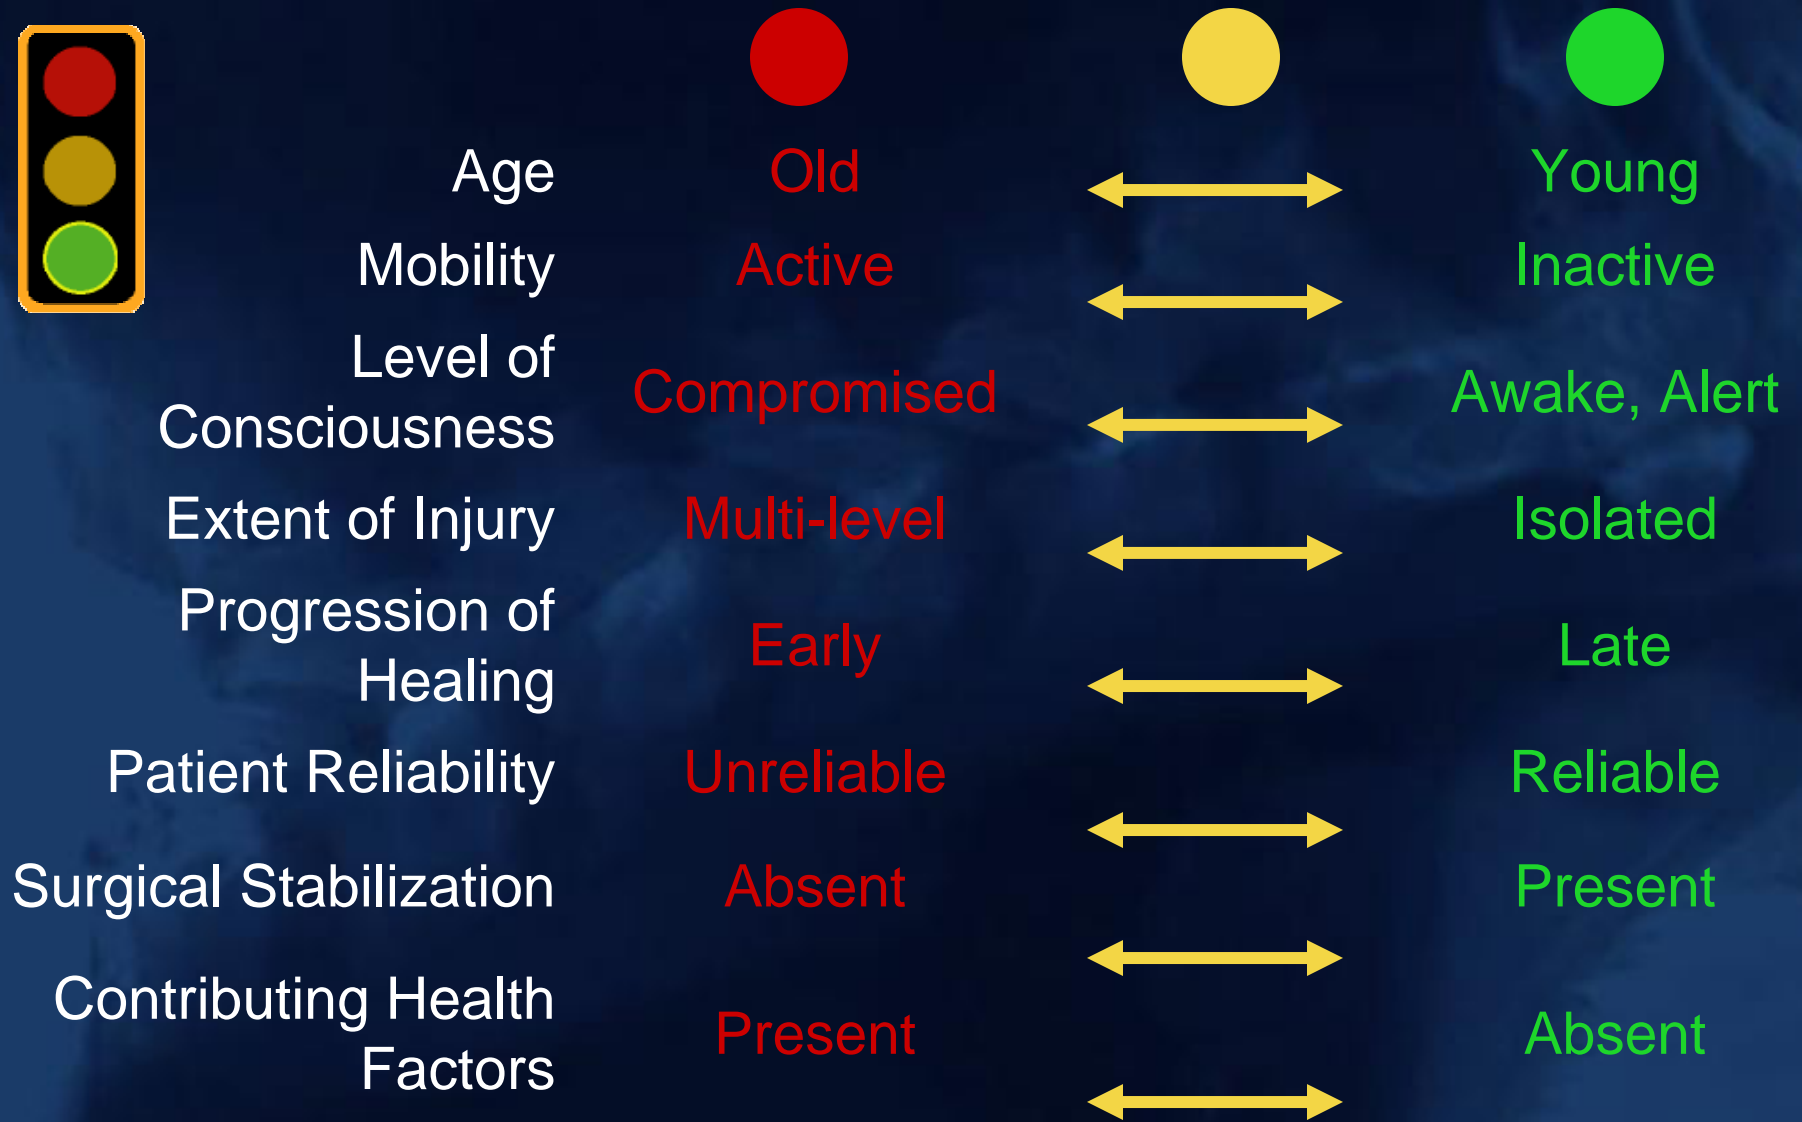 Age Old Young
Mobility Active Inactive
Level of
Consciousness Compromised Awake, Alert
Extent of Injury Multi-level Isolated
Progression of
Healing Early Late
Patient Reliability Unreliable Reliable
Surgical Stabilization Absent Present
Contributing Health
Factors Present Absent